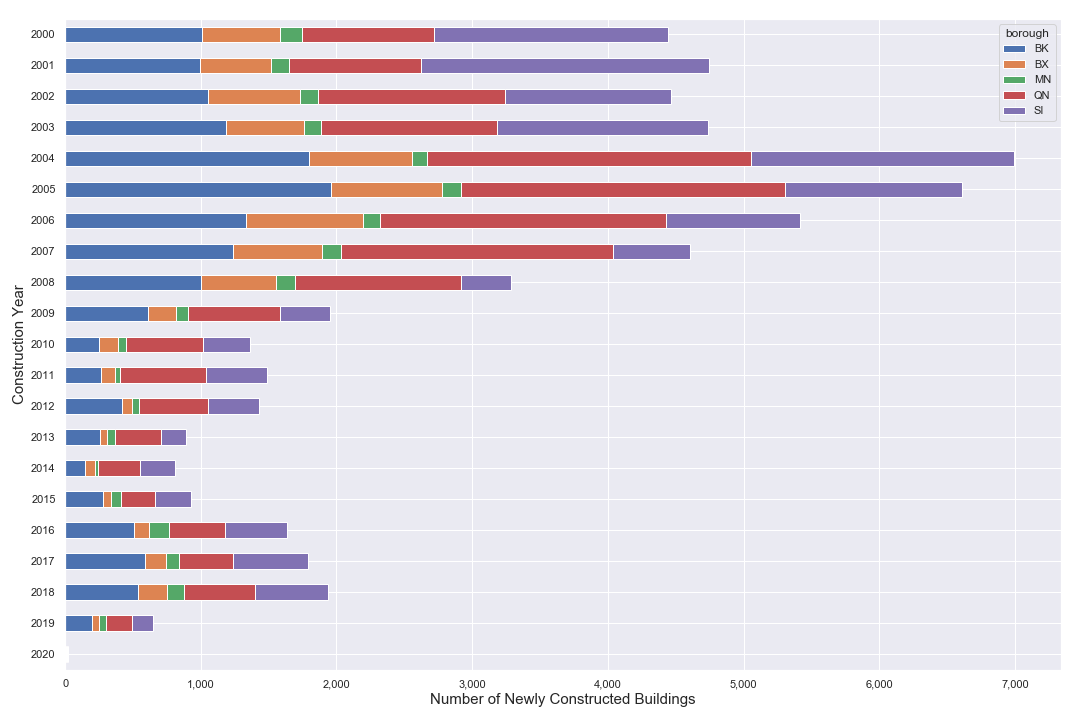 borough
BK
BX
MN
QN
SI
Construction Year
2000
2001
2002
2003
2004
2005
2006
2007
2008
2009
2010
2011
2012
2013
2014
2015
2016
2017
2018
2019
2020
0 1,000 2,000 3,000 4,000 5,000 6,000 7,000
Number of Newly Constructed Buildings